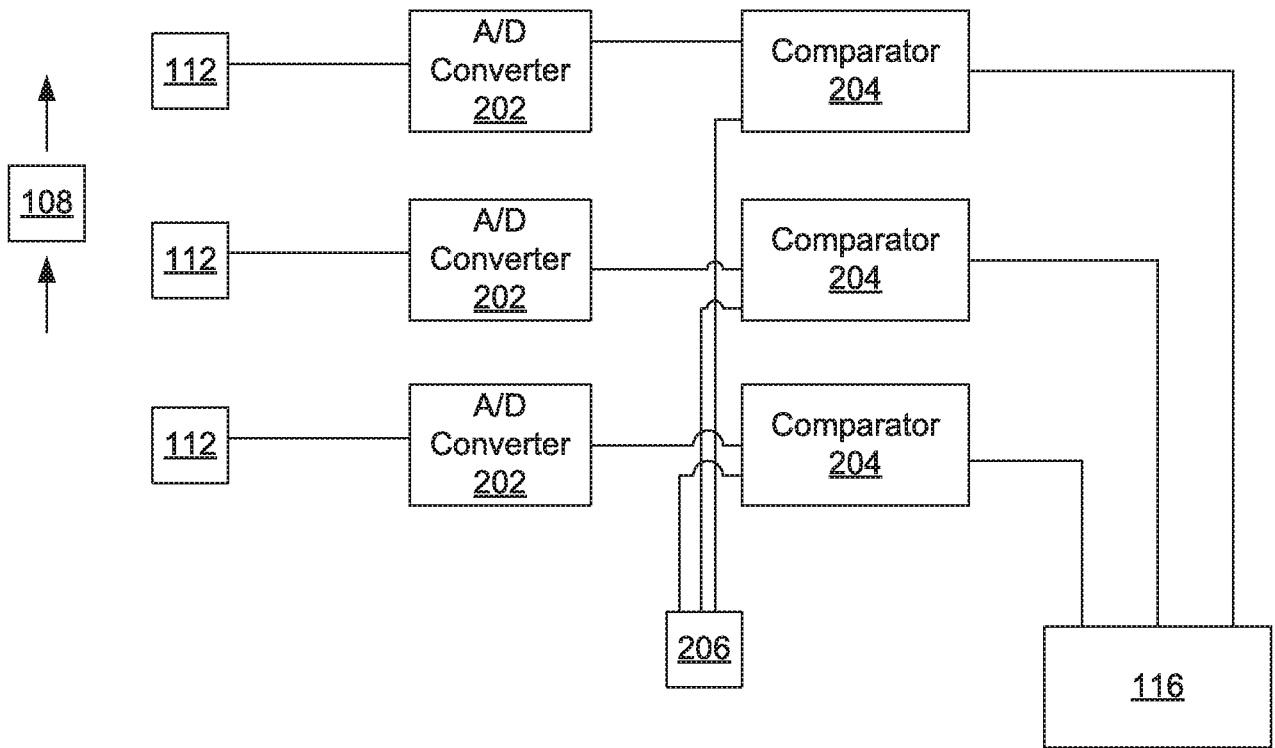 112
A/D
Converter
202
Comparator
204
108
112
A/D
Converter
202
Comparator
204
112
A/D
Converter
202
Comparator
204
206
116